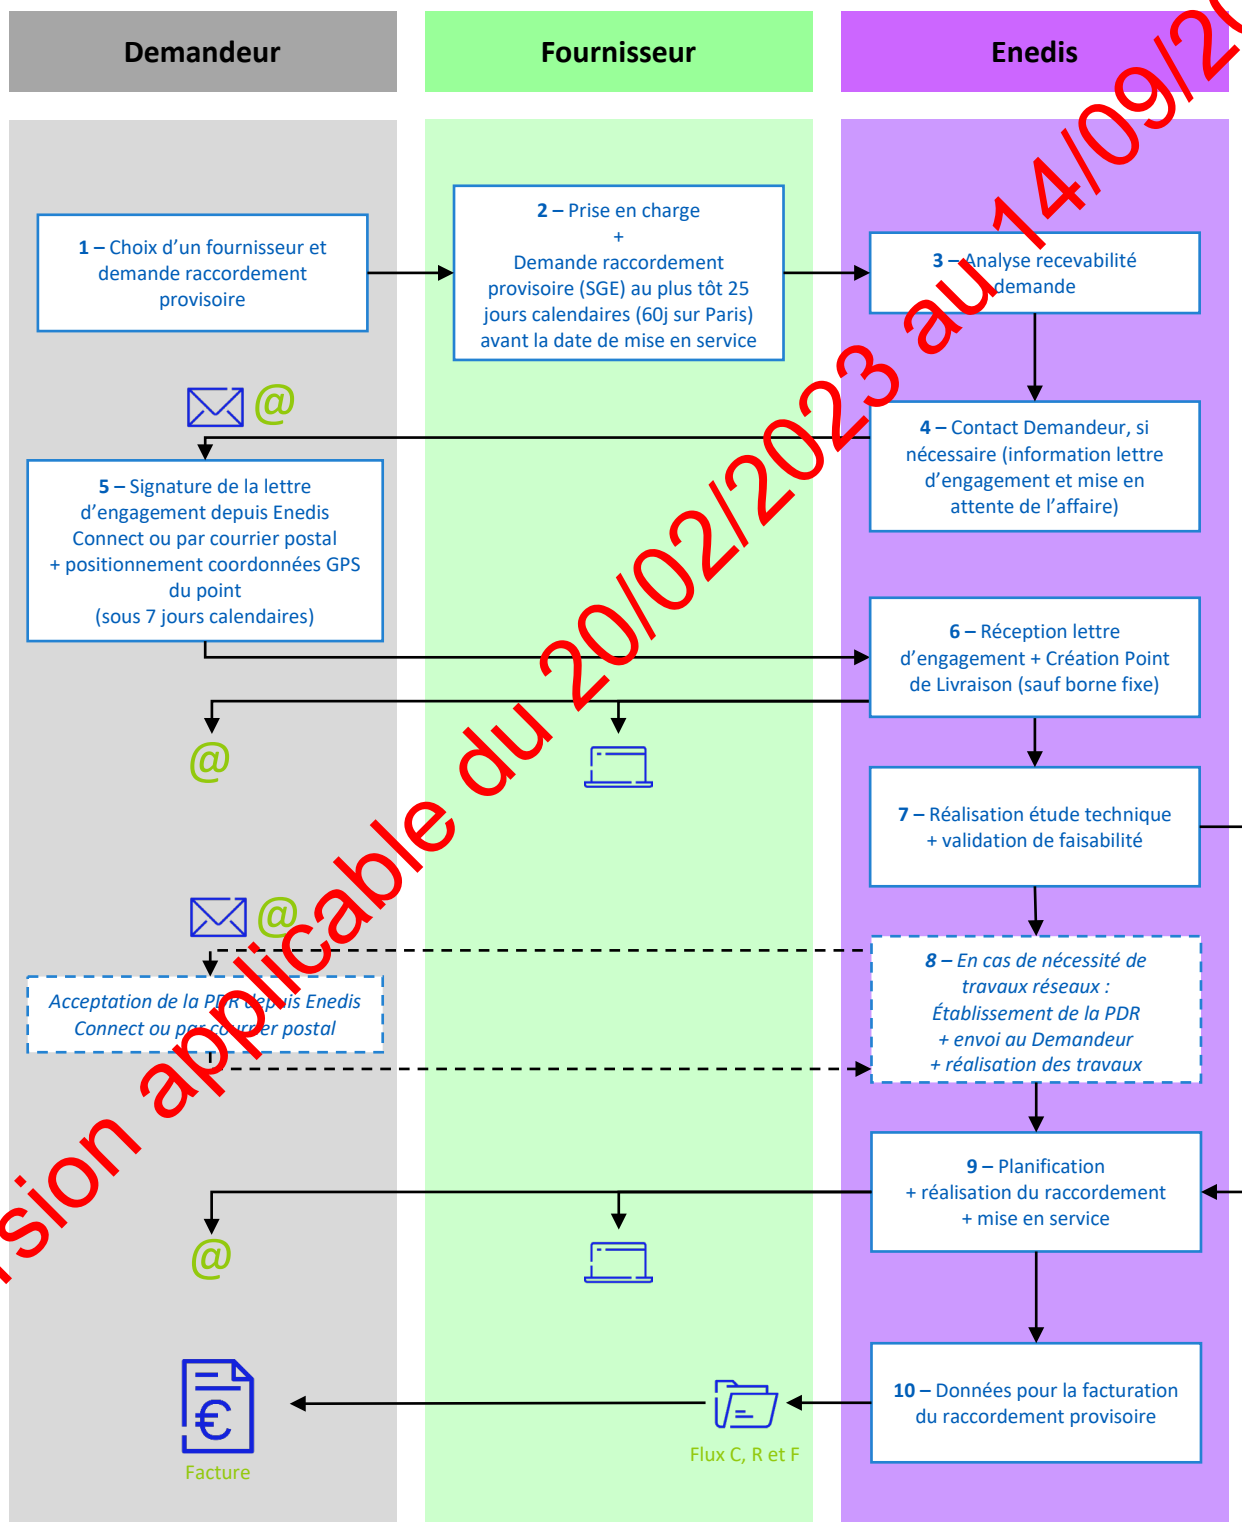 Demandeur
Fournisseur
Enedis
1 – Choix d'un fournisseur et
demande raccordement
provisoire
2 – Prise en charge
+
Demande raccordement
provisoire (SGE) au plus tôt 25
jours calendaires (60j sur Paris)
avant la date de mise en service
3 – Analyse recevabilité
demande
@
4 – Contact Demandeur, si
nécessaire (information lettre
d'engagement et mise en
attente de l'affaire)
5 – Signature de la lettre
d'engagement depuis Enedis
Connect ou par courrier postal
+ positionnement coordonnées GPS
du point
(sous 7 jours calendaires)
6 – Réception lettre
d'engagement + Création Point
de Livraison (sauf borne fixe)
@
7 – Réalisation étude technique
+ validation de faisabilité
@
8 – En cas de nécessité de
travaux réseaux :
Établissement de la PDR
+ envoi au Demandeur
+ réalisation des travaux
Acceptation de la PDR depuis Enedis
Connect ou par courrier postal
9 – Planification
+ réalisation du raccordement
+ mise en service
@
10 – Données pour la facturation
du raccordement provisoire
€
Facture
Flux C, R et F
rsion applicable du 20/02/2023 au 14/09/20